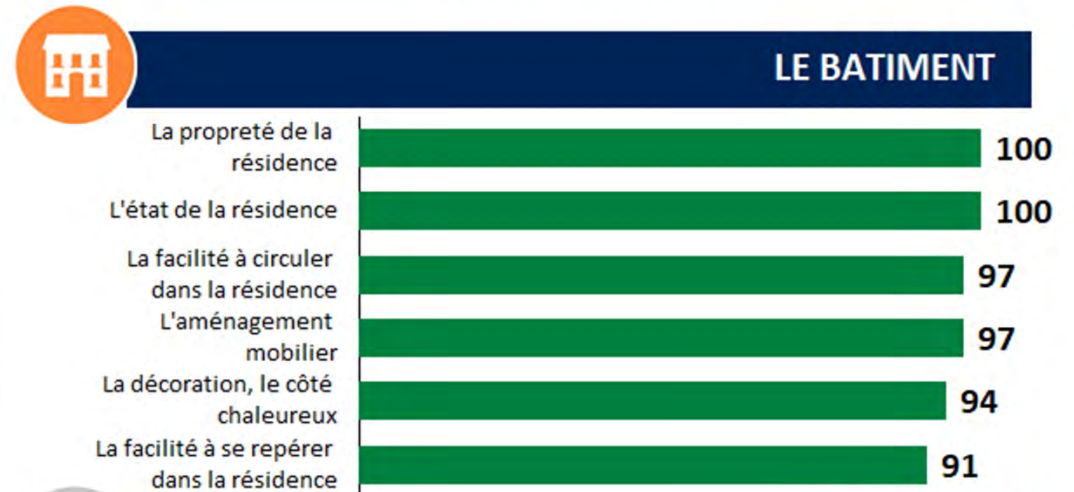 LE BATIMENT
La propreté de la
résidence
100
L'état de la résidence
100
La facilité à circuler
dans la résidence
97
L'aménagement
mobilier
97
La décoration, le côté
chaleureux
94
La facilité à se repérer
dans la résidence
91